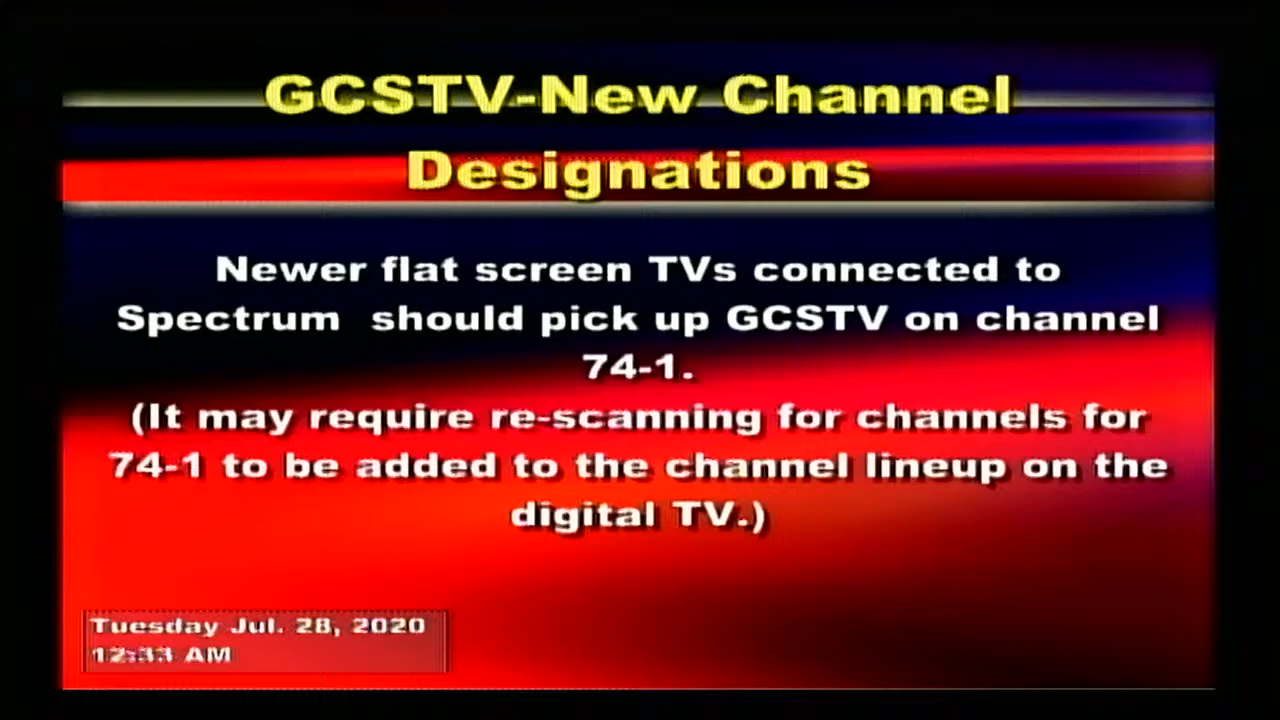 GCSTV-New Channel
Designations
Newer flat screen TVs connected to
Spectrum should pick up GCSTV on channel
74-1.
(It may require re-scanning for channels for
74-1 to be added to the channel lineup on the
digital TV.)
Tuesday Jul. 28, 2020
12:33 AM